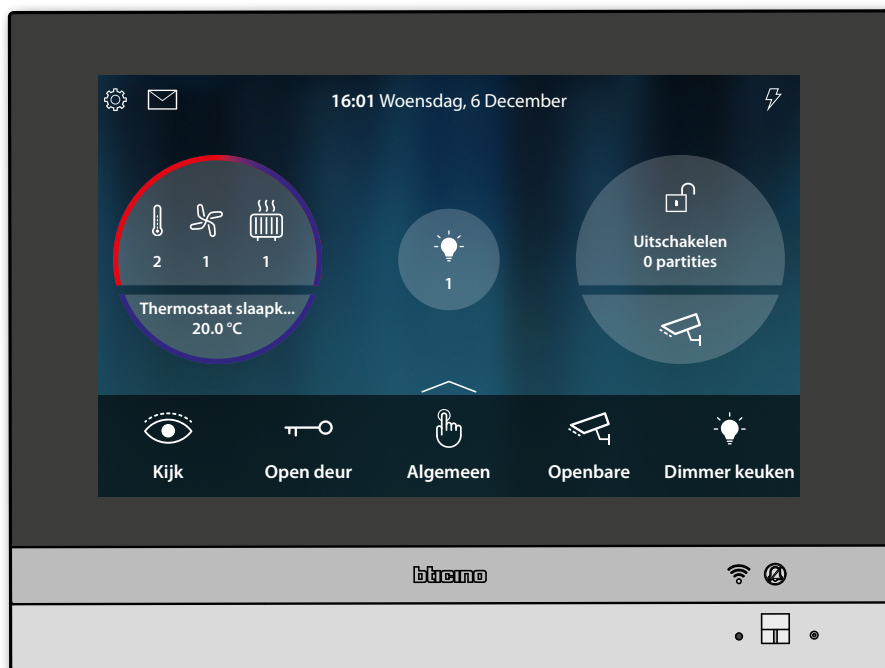 16:01 Woensdag, 6 December
2
1
1
Thermostaat slaapk...
20.0 °C
1
Uitschakelen
0 partities
Kijk
Open deur
Algemeen
Openbare
Dimmer keuken
bticino